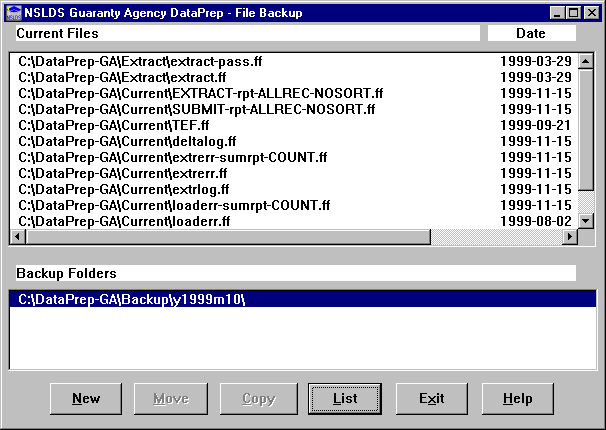 NSLDS Guaranty Agency DataPrep - File Backup
Current Files Date
C:\DataPrep-GA\Extract\extract-pass.ff 1999-03-29
C:\DataPrep-GA\Extract\extract.ff 1999-03-29
C:\DataPrep-GA\Current\EXTRACT-rpt-ALLREC-NOSORT.ff 1999-11-15
C:\DataPrep-GA\Current\SUBMIT-rpt-ALLREC-NOSORT.ff 1999-11-15
C:\DataPrep-GA\Current\TEF.ff 1999-09-21
C:\DataPrep-GA\Current\deltalog.ff 1999-11-15
C:\DataPrep-GA\Current\extrerr-sumrpt-COUNT.ff 1999-11-15
C:\DataPrep-GA\Current\extrerr.ff 1999-11-15
C:\DataPrep-GA\Current\extrlog.ff 1999-11-15
C:\DataPrep-GA\Current\loaderr-sumrpt-COUNT.ff 1999-11-15
C:\DataPrep-GA\Current\loaderr.ff 1999-08-02
Backup Folders
C:\DataPrep-GA\Backup\y1999m10\
New Move Copy List Exit Help